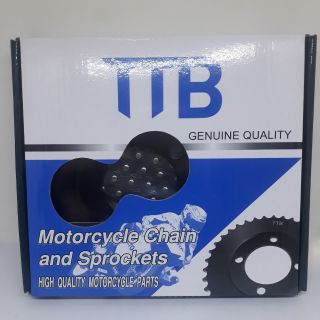 TTB
GENUINE QUALITY
Motorcycle Chain
and Sprockets
HIGH QUALITY MOTORCYCLE PARTS